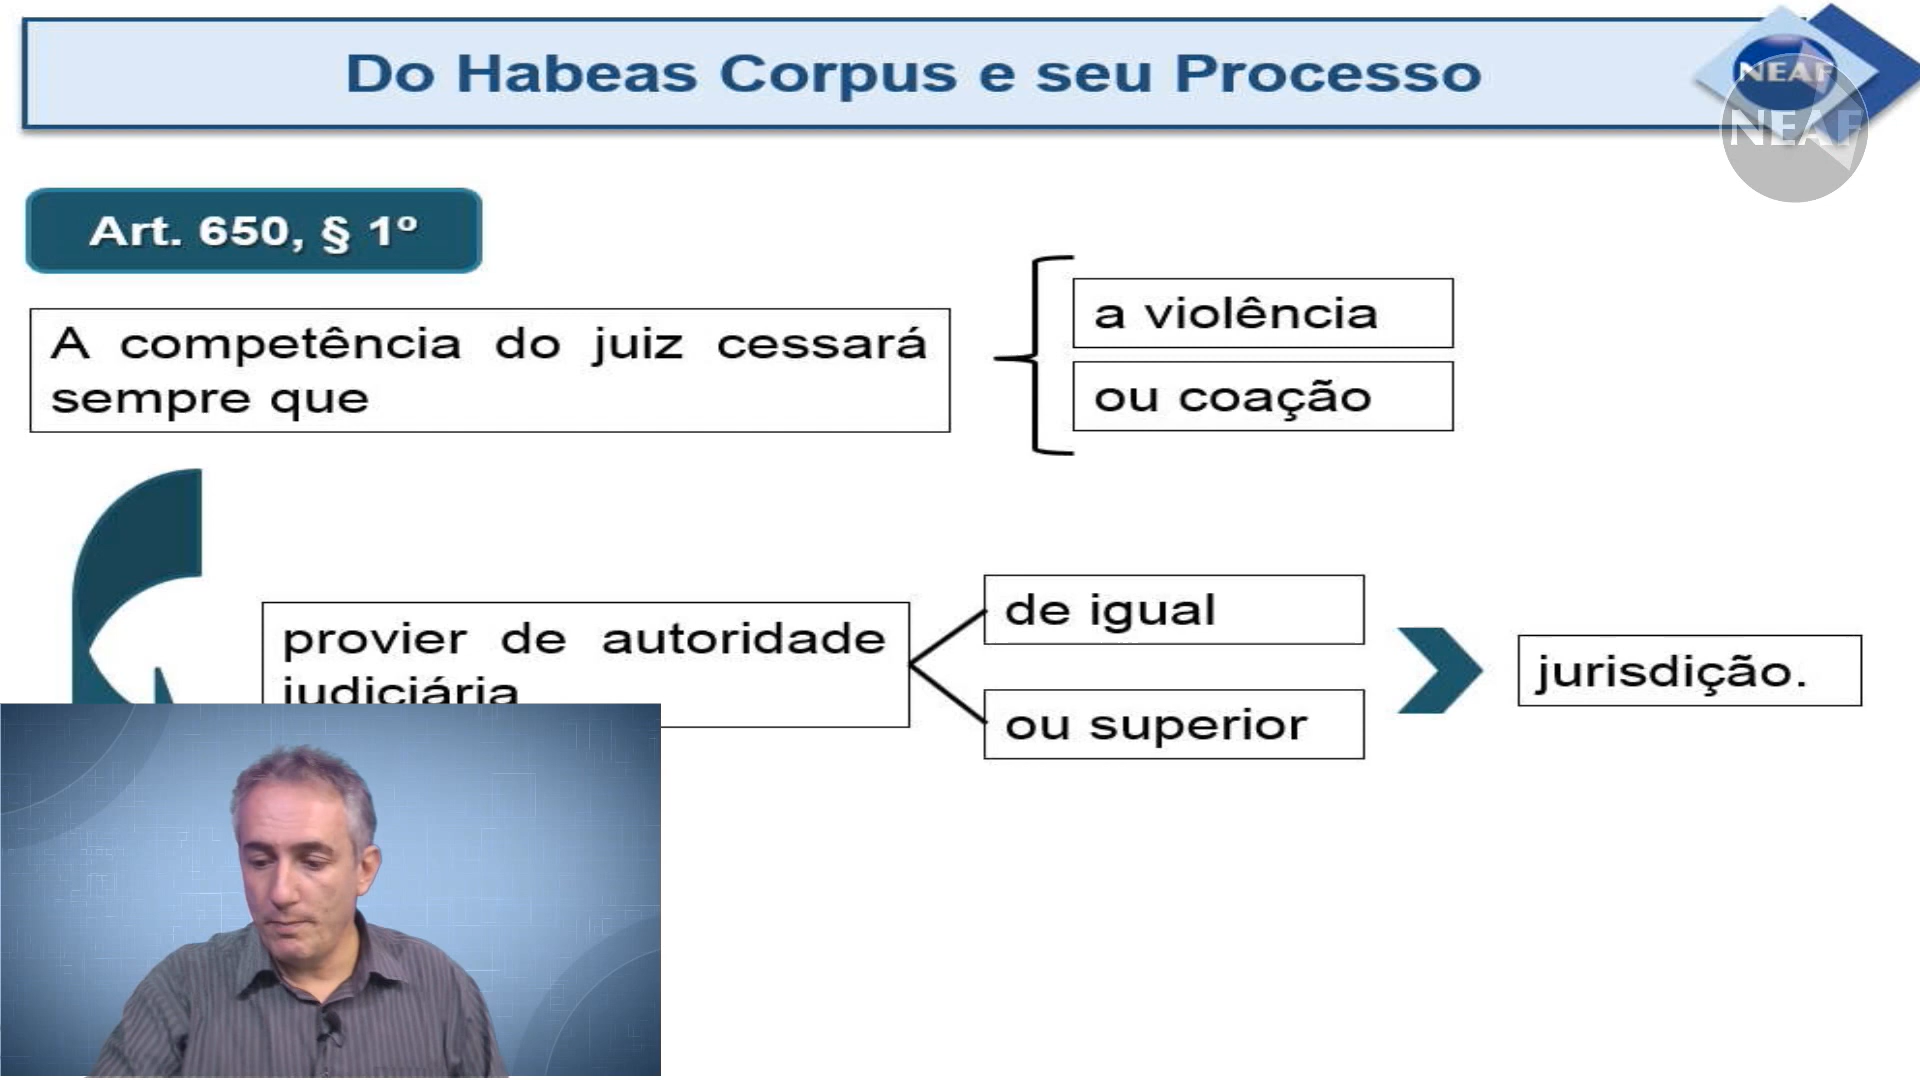 Do Habeas Corpus e seu Processo
NEAF
NEAF
Art. 650, § 1º
A competência do juiz cessará
sempre que
a violência
ou coação
provier de autoridade
judiciária
de igual
ou superior
jurisdição.